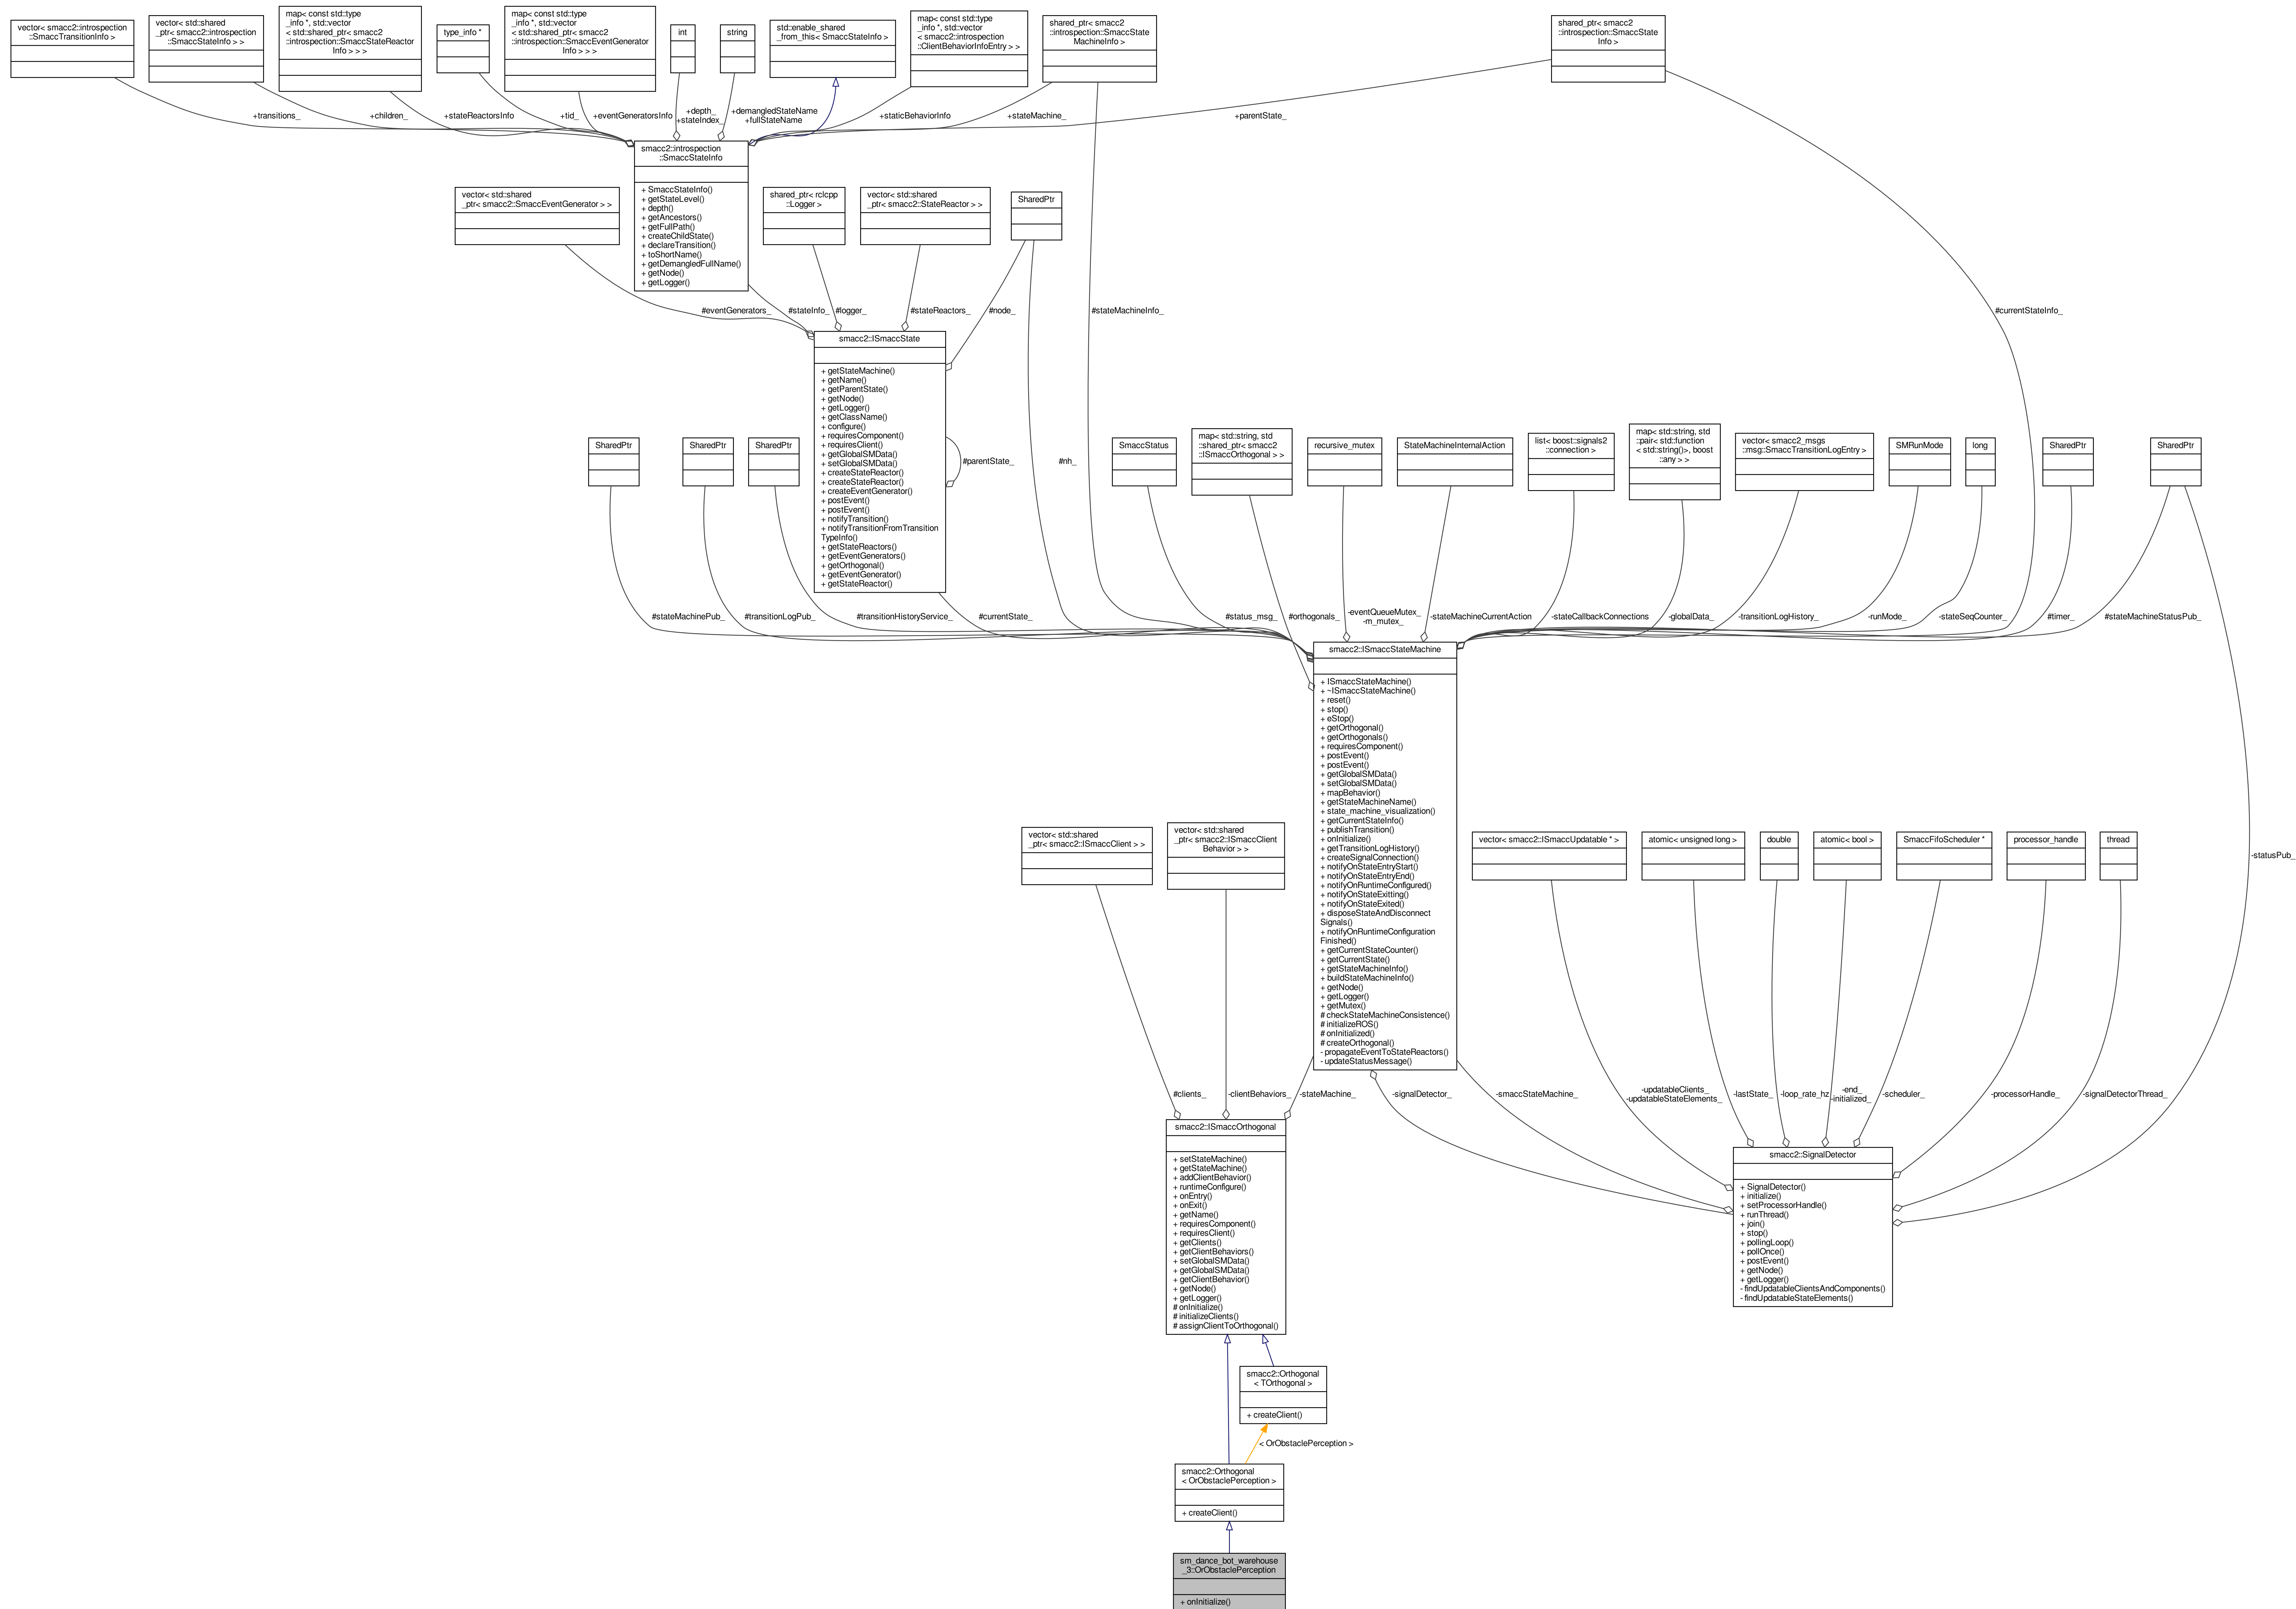 vector< smacc2::introspection
::SmaccTransitionInfo >
vector< std::shared
_ptr< smacc2::introspection
::SmaccStateInfo > >
map< const std::type
_info *, std::vector
< std::shared_ptr< smacc2
::introspection::SmaccStateReactor
Info > > >
type_info *
map< const std::type
_info *, std::vector
< std::shared_ptr< smacc2
::introspection::SmaccEventGenerator
Info > > >
int
string
std::enable_shared
_from_this< SmaccStateInfo >
map< const std::type
_info *, std::vector
< smacc2::introspection
::ClientBehaviorInfoEntry > >
shared_ptr< smacc2
::introspection::SmaccState
MachineInfo >
shared_ptr< smacc2
::introspection::SmaccState
Info >
+transitions_
+children_
+stateReactorsInfo
+tid_
+eventGeneratorsInfo
+depth_
+stateIndex_
+demangledStateName
+fullStateName
+staticBehaviorInfo
+stateMachine_
+parentState_
smacc2::introspection
::SmaccStateInfo
+ SmaccStateInfo()
+ getStateLevel()
+ depth()
+ getAncestors()
+ getFullPath()
+ createChildState()
+ declareTransition()
+ toShortName()
+ getDemangledFullName()
+ getNode()
+ getLogger()
vector< std::shared
_ptr< smacc2::SmaccEventGenerator > >
shared_ptr< rclcpp
::Logger >
vector< std::shared
_ptr< smacc2::StateReactor > >
SharedPtr
#eventGenerators_
#stateInfo_
#logger_
#stateReactors_
#node_
#stateMachineInfo_
#currentStateInfo_
smacc2::ISmaccState
+ getStateMachine()
+ getName()
+ getParentState()
+ getNode()
+ getLogger()
+ getClassName()
+ configure()
+ requiresComponent()
+ requiresClient()
+ getGlobalSMData()
+ setGlobalSMData()
+ createStateReactor()
+ createStateReactor()
+ createEventGenerator()
+ postEvent()
+ postEvent()
+ notifyTransition()
+ notifyTransitionFromTransition
TypeInfo()
+ getStateReactors()
+ getEventGenerators()
+ getOrthogonal()
+ getEventGenerator()
+ getStateReactor()
#parentState_
#nh_
SharedPtr
SharedPtr
SharedPtr
SmaccStatus
map< std::string, std
::shared_ptr< smacc2
::ISmaccOrthogonal > >
recursive_mutex
StateMachineInternalAction
list< boost::signals2
::connection >
map< std::string, std
::pair< std::function
< std::string()>, boost
::any > >
vector< smacc2_msgs
::msg::SmaccTransitionLogEntry >
SMRunMode
long
SharedPtr
SharedPtr
#stateMachinePub_
#transitionLogPub_
#transitionHistoryService_
#currentState_
#status_msg_
#orthogonals_
-eventQueueMutex_
-m_mutex_
-stateMachineCurrentAction
-stateCallbackConnections
-globalData_
-transitionLogHistory_
-runMode_
-stateSeqCounter_
#timer_
#stateMachineStatusPub_
smacc2::ISmaccStateMachine
+ ISmaccStateMachine()
+ ~ISmaccStateMachine()
+ reset()
+ stop()
+ eStop()
+ getOrthogonal()
+ getOrthogonals()
+ requiresComponent()
+ postEvent()
+ postEvent()
+ getGlobalSMData()
+ setGlobalSMData()
+ mapBehavior()
+ getStateMachineName()
+ state_machine_visualization()
+ getCurrentStateInfo()
+ publishTransition()
+ onInitialize()
+ getTransitionLogHistory()
+ createSignalConnection()
+ notifyOnStateEntryStart()
+ notifyOnStateEntryEnd()
+ notifyOnRuntimeConfigured()
+ notifyOnStateExitting()
+ notifyOnStateExited()
+ disposeStateAndDisconnect
Signals()
+ notifyOnRuntimeConfiguration
Finished()
+ getCurrentStateCounter()
+ getCurrentState()
+ getStateMachineInfo()
+ buildStateMachineInfo()
+ getNode()
+ getLogger()
+ getMutex()
# checkStateMachineConsistence()
# initializeROS()
# onInitialized()
# createOrthogonal()
- propagateEventToStateReactors()
- updateStatusMessage()
vector< std::shared
_ptr< smacc2::ISmaccClient > >
vector< std::shared
_ptr< smacc2::ISmaccClient
Behavior > >
vector< smacc2::ISmaccUpdatable * >
atomic< unsigned long >
double
atomic< bool >
SmaccFifoScheduler *
processor_handle
thread
-statusPub_
#clients_
-clientBehaviors_
-stateMachine_
-signalDetector_
-smaccStateMachine_
-updatableClients_
-updatableStateElements_
-lastState_
-loop_rate_hz
-end_
-initialized_
-scheduler_
-processorHandle_
-signalDetectorThread_
smacc2::ISmaccOrthogonal
+ setStateMachine()
+ getStateMachine()
+ addClientBehavior()
+ runtimeConfigure()
+ onEntry()
+ onExit()
+ getName()
+ requiresComponent()
+ requiresClient()
+ getClients()
+ getClientBehaviors()
+ setGlobalSMData()
+ getGlobalSMData()
+ getClientBehavior()
+ getNode()
+ getLogger()
# onInitialize()
# initializeClients()
# assignClientToOrthogonal()
smacc2::SignalDetector
+ SignalDetector()
+ initialize()
+ setProcessorHandle()
+ runThread()
+ join()
+ stop()
+ pollingLoop()
+ pollOnce()
+ postEvent()
+ getNode()
+ getLogger()
- findUpdatableClientsAndComponents()
- findUpdatableStateElements()
smacc2::Orthogonal
< TOrthogonal >
+ createClient()
< OrObstaclePerception >
smacc2::Orthogonal
< OrObstaclePerception >
+ createClient()
sm_dance_bot_warehouse
_3::OrObstaclePerception
+ onInitialize()